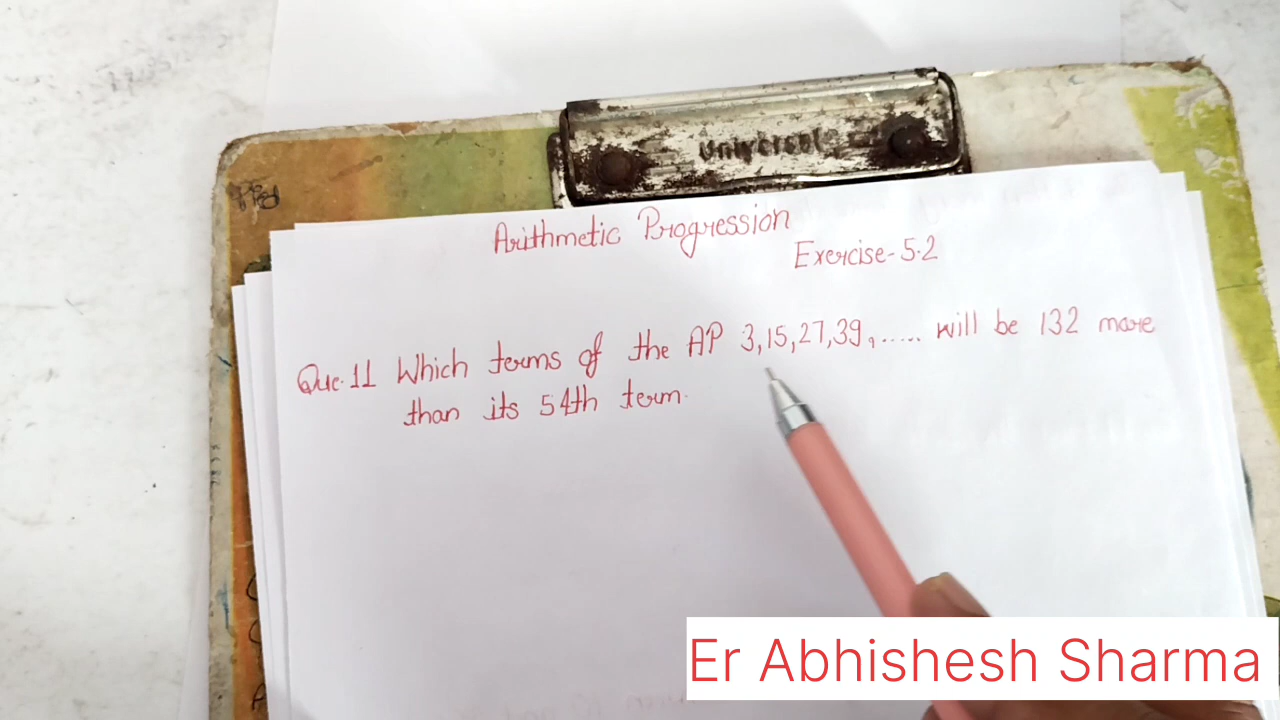 Universal
Arithmetic Progression
Exercise-5.2
Que.11 Which terms of the AP 3,15,27,39,..... will be 132 more
than its 54th term.
Er Abhishesh Sharma